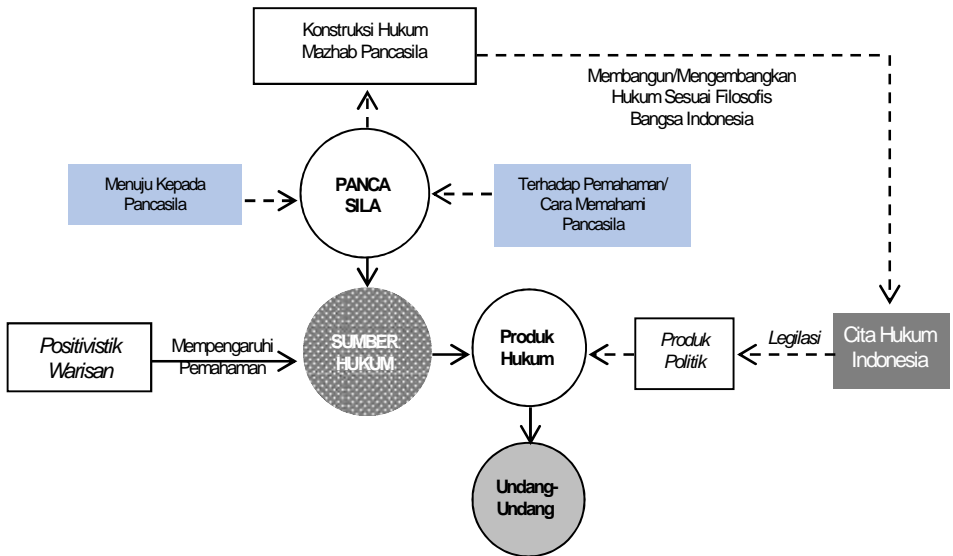 Konstruksi Hukum
Mazhab Pancasila
Membangun/Mengembangkan
Hukum Sesuai Filosofis
Bangsa Indonesia
Menuju Kepada
Pancasila
PANCA
SILA
Terhadap Pemahaman/
Cara Memahami
Pancasila
Positivistik
Warisan
Mempengaruhi
Pemahaman
SUMBER
HUKUM
Produk
Hukum
Produk
Politik
Legilasi
Cita Hukum
Indonesia
Undang-
Undang